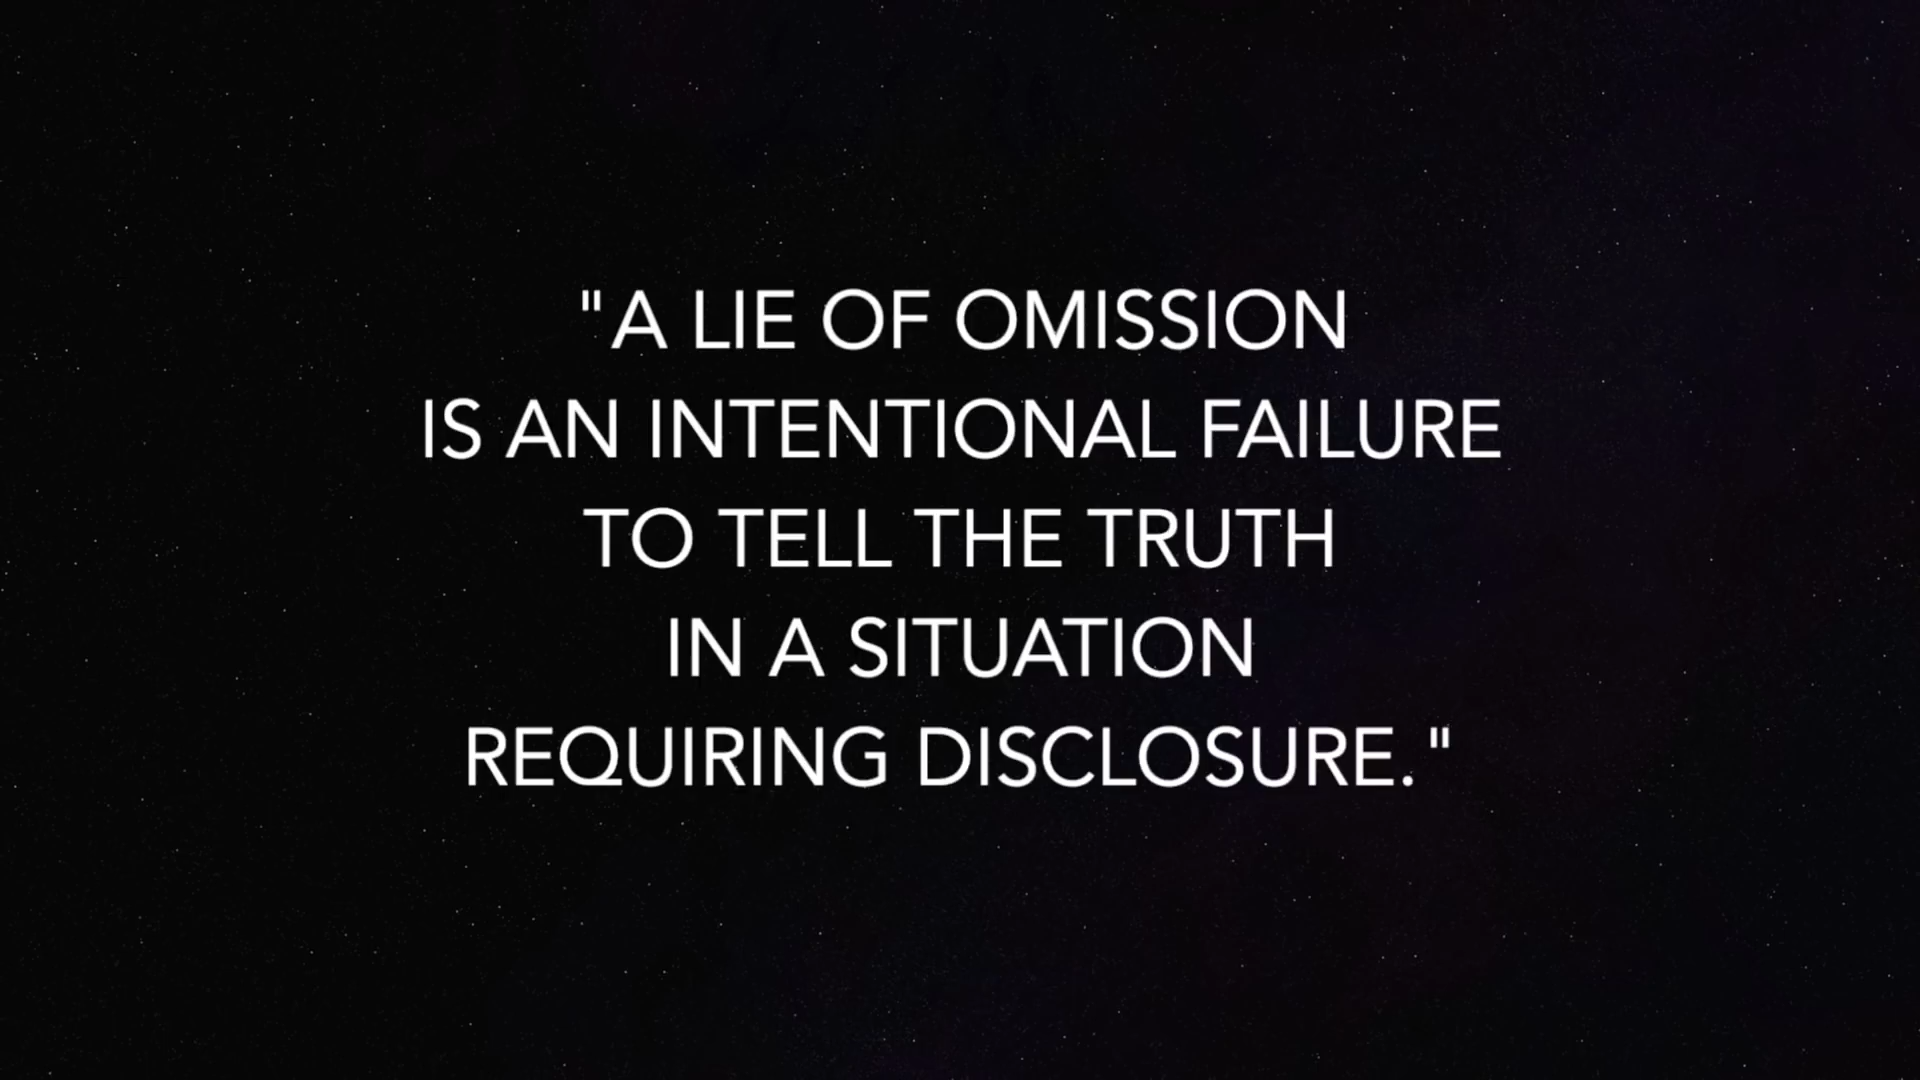 "A LIE OF OMISSION
IS AN INTENTIONAL FAILURE
TO TELL THE TRUTH
IN A SITUATION
REQUIRING DISCLOSURE."